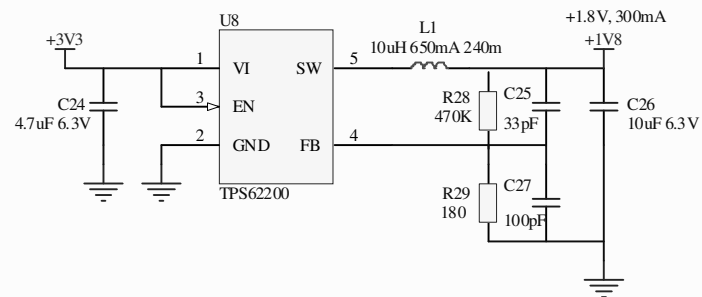 U8
+1.8V, 300mA
+3V3
L1
+1V8
10uH 650mA 240m
1
VI
SW
5
C24
4.7uF 6.3V
3
EN
R28
470K
C25
33pF
C26
10uF 6.3V
2
GND
FB
4
TPS62200
R29
180
C27
100pF